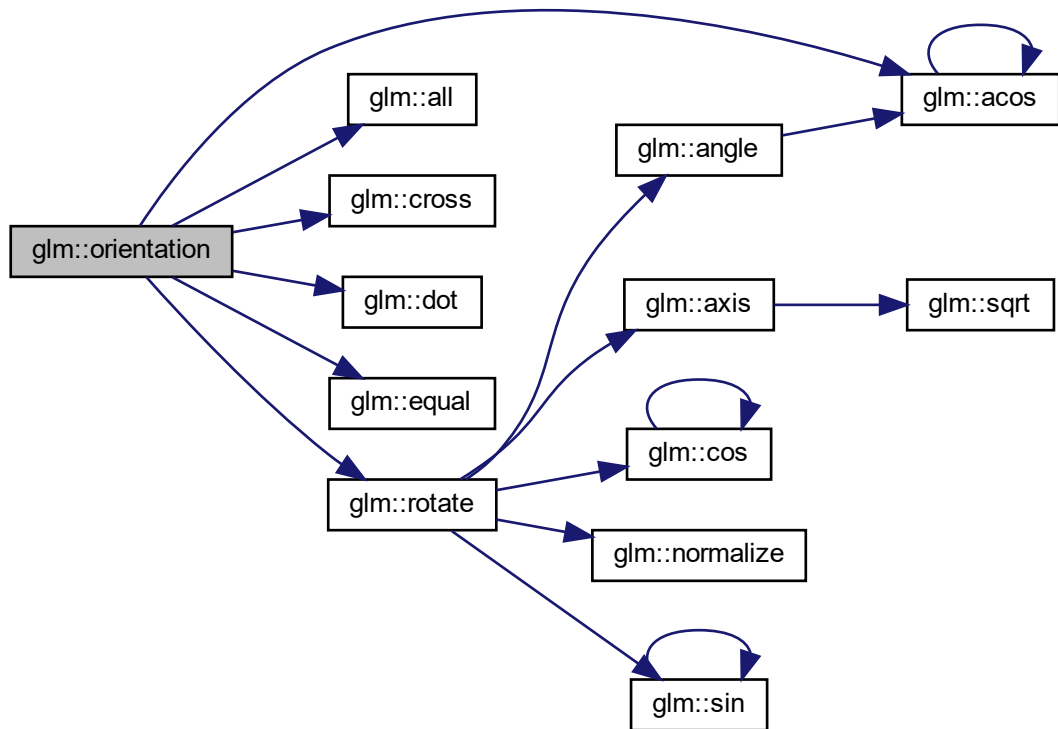 glm::orientation
glm::all
glm::cross
glm::dot
glm::equal
glm::rotate
glm::angle
glm::axis
glm::cos
glm::normalize
glm::sin
glm::acos
glm::sqrt